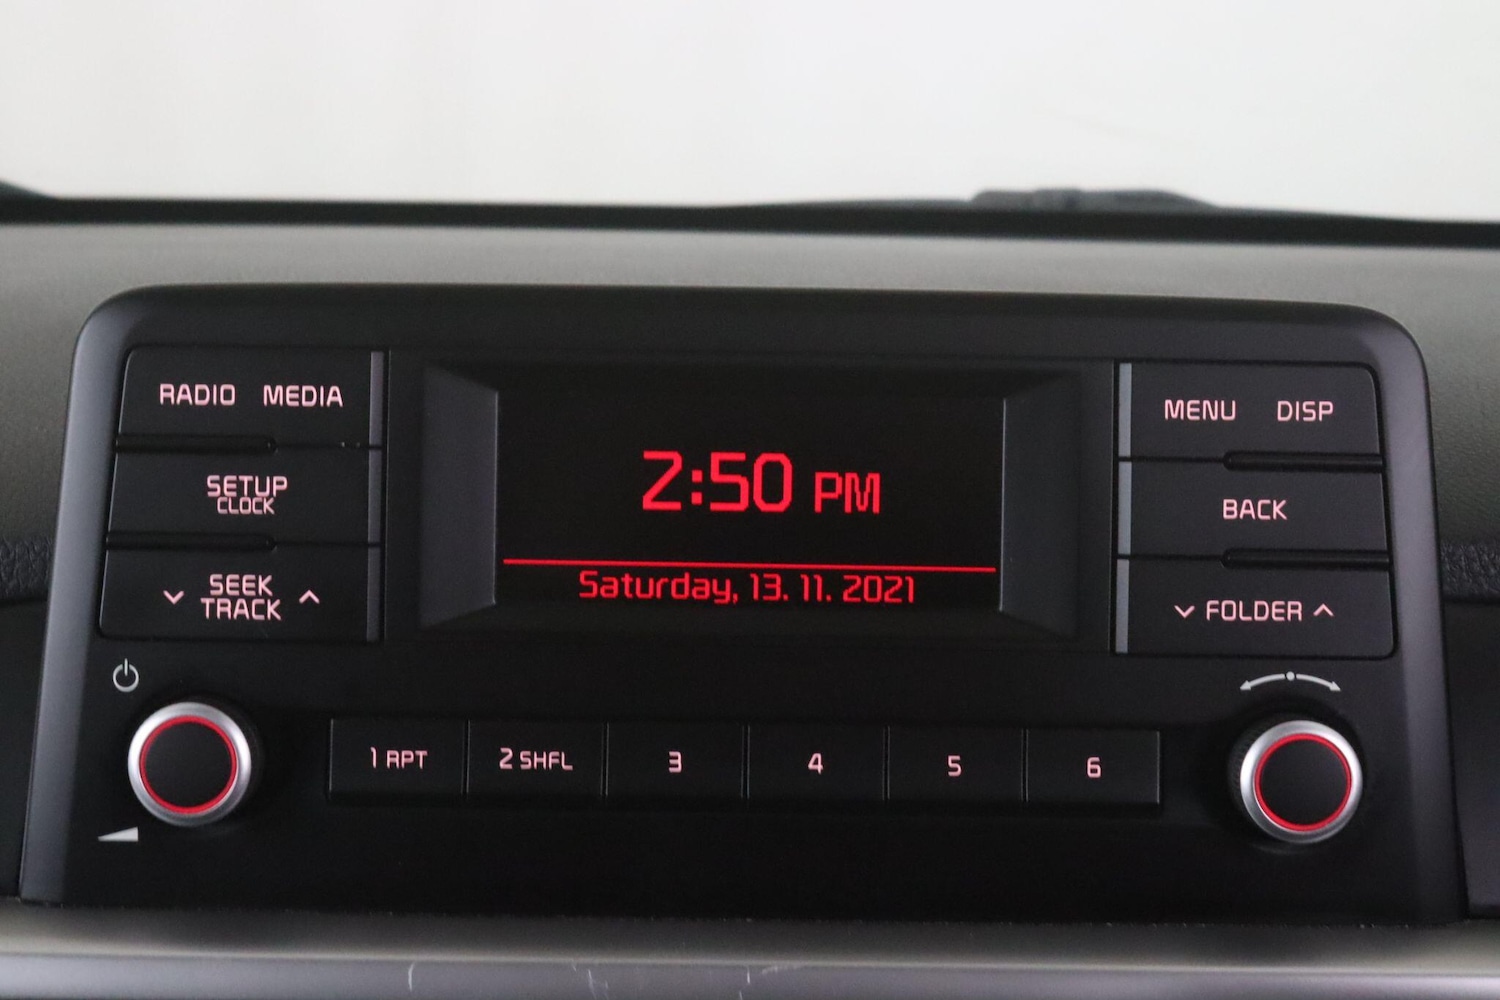 RADIO MEDIA
SETUP
CLOCK
SEEK
TRACK
2:50 PM
Saturday, 13. 11. 2021
MENU DISP
BACK
FOLDER
1 RPT 2 SHFL 3 4 5 6